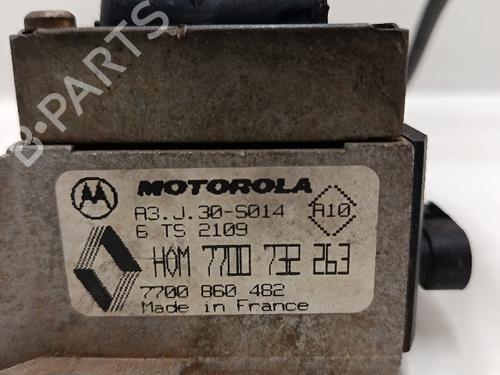 B-PARTS
MOTOROLA
A3.J.30-S014 A10
6 TS 2109
HOM 7700 732 263
7700 860 482
Made in France